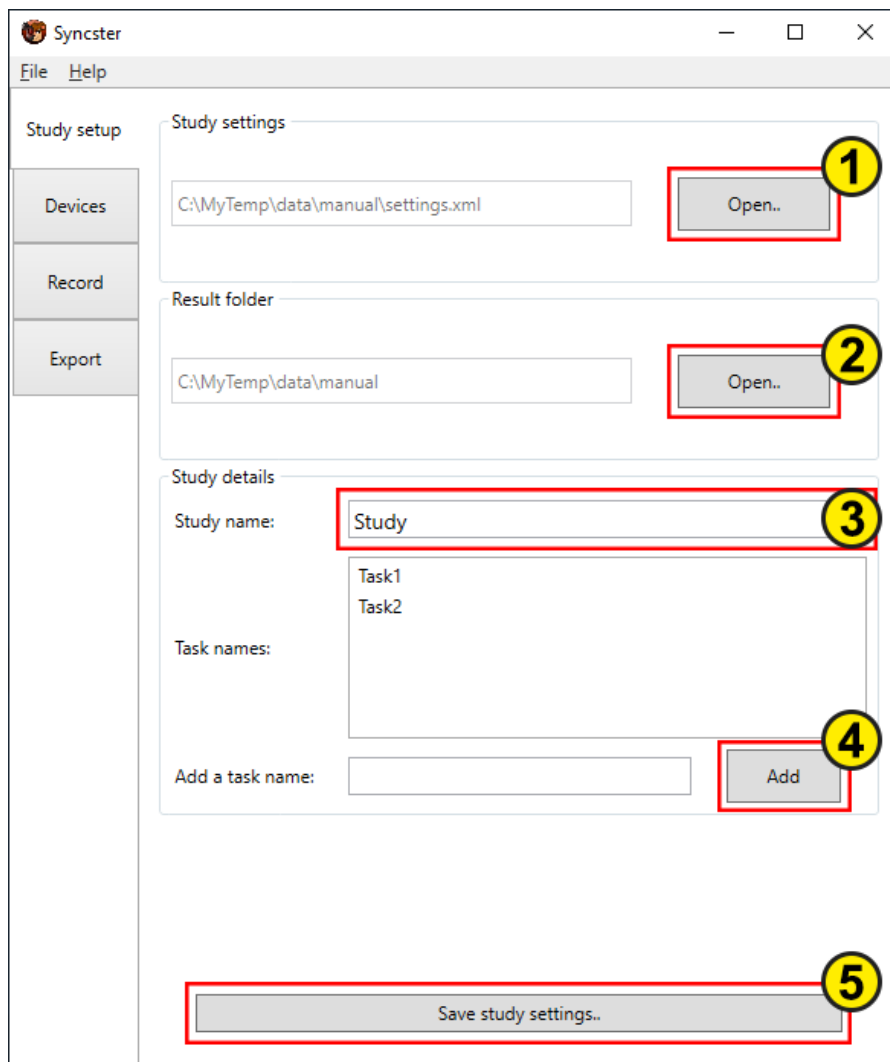 Syncster
File Help
Study setup
Devices
Record
Export
Study settings
C:\MyTemp\data\manual\settings.xml
Open..
1
Result folder
C:\MyTemp\data\manual
Open..
2
Study details
Study name:
Study
3
Task names:
Task1
Task2
Add a task name:
Add
4
Save study settings..
5